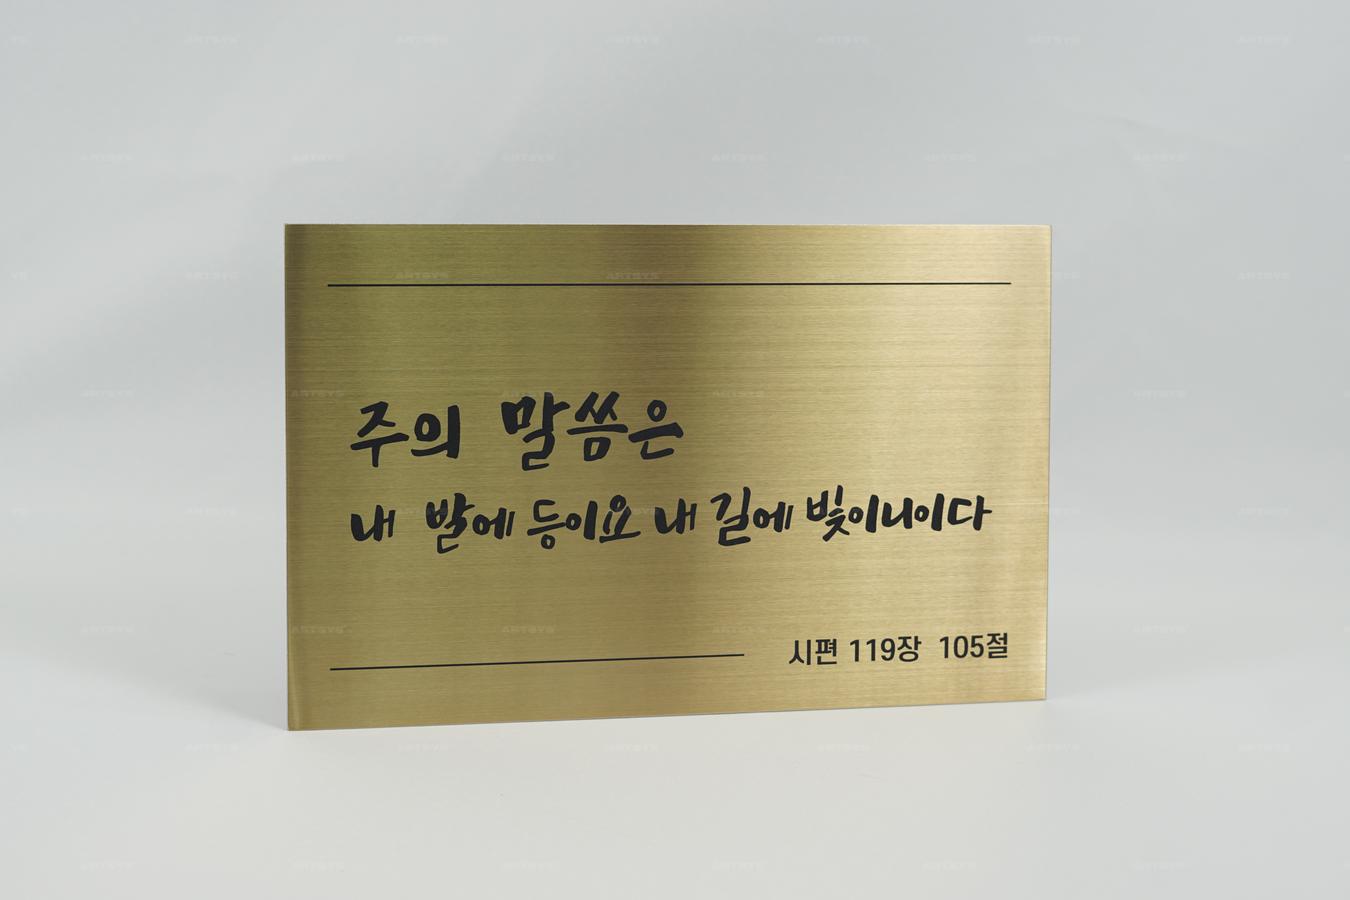 주의 말씀은
내 발에 등이요 내 길에 빛이니이다
시편 119장 105절
ARTSYS